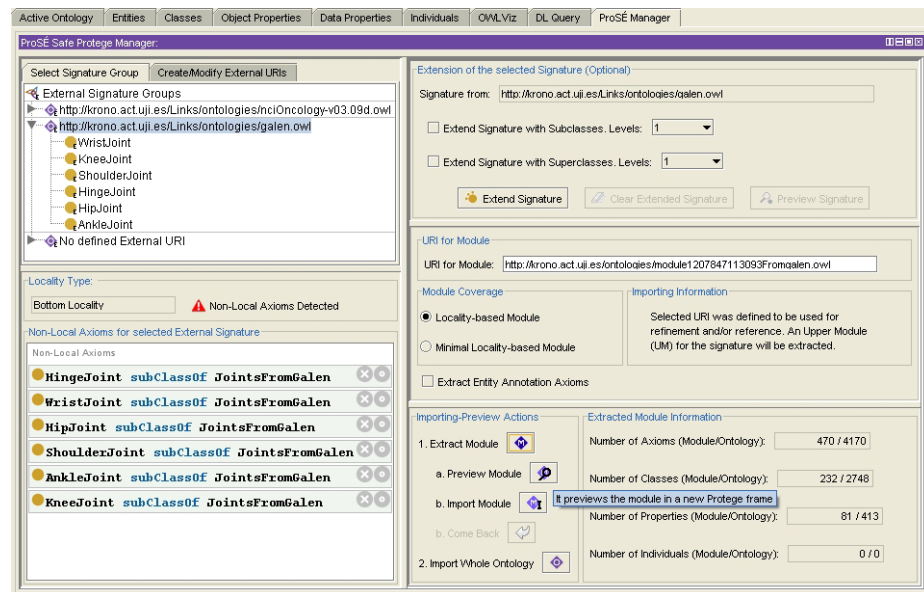 Active Ontology Entities Classes Object Properties Data Properties Individuals OWLViz DL Query ProSÉ Manager
ProSÉ Safe Protege Manager:
Select Signature Group Create/Modify External URIs
External Signature Groups
http://krono.act.uji.es/Links/ontologies/nciOncology-v03.09d.owl
http://krono.act.uji.es/Links/ontologies/galen.owl
WristJoint
KneeJoint
ShoulderJoint
HingeJoint
HipJoint
AnkleJoint
No defined External URI
Locality Type:
Bottom Locality Non-Local Axioms Detected
Non-Local Axioms for selected External Signature
Non-Local Axioms
HingeJoint subClassOf JointsFromGalen
WristJoint subClassOf JointsFromGalen
HipJoint subClassOf JointsFromGalen
ShoulderJoint subClassOf JointsFromGalen
AnkleJoint subClassOf JointsFromGalen
KneeJoint subClassOf JointsFromGalen
Extension of the selected Signature (Optional)
Signature from: http://krono.act.uji.es/Links/ontologies/galen.owl
Extend Signature with Subclasses. Levels: 1
Extend Signature with Superclasses. Levels: 1
Extend Signature Clear Extended Signature Preview Signature
URI for Module
URI for Module: http://krono.act.uji.es/ontologies/module1207847113093Fromgalen.owl
Module Coverage
Locality-based Module
Minimal Locality-based Module
Importing Information
Selected URI was defined to be used for
refinement and/or reference. An Upper Module
(UM) for the signature will be extracted.
Extract Entity Annotation Axioms
Importing-Preview Actions
1. Extract Module
a. Preview Module
It previews the module in a new Protege frame
b. Import Module
b. Come Back
2. Import Whole Ontology
Extracted Module Information
Number of Axioms (Module/Ontology): 470 / 4170
Number of Classes (Module/Ontology): 232 / 2748
Number of Properties (Module/Ontology): 81 / 413
Number of Individuals (Module/Ontology): 0 / 0